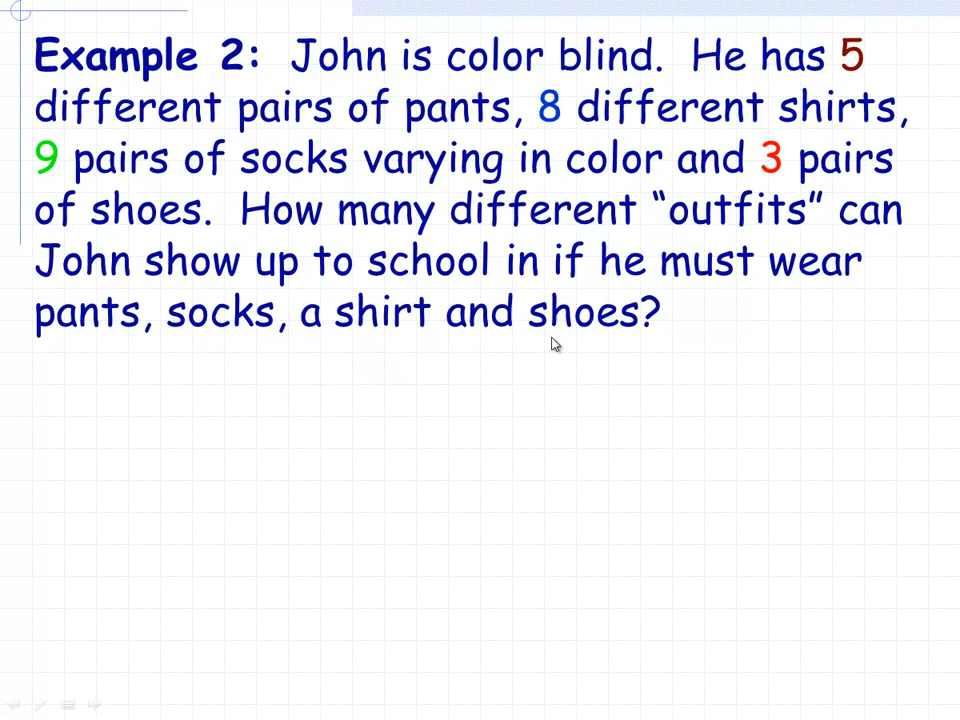 Example 2: John is color blind. He has 5
different pairs of pants, 8 different shirts,
9 pairs of socks varying in color and 3 pairs
of shoes. How many different “outfits” can
John show up to school in if he must wear
pants, socks, a shirt and shoes?